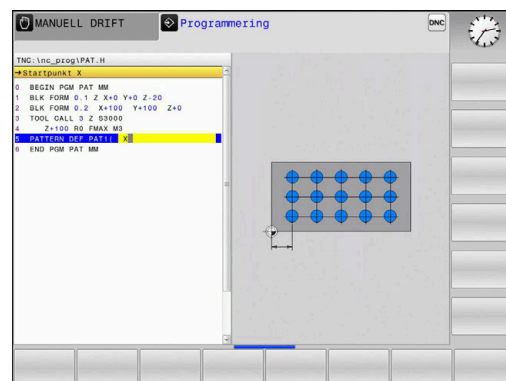 MANUELL DRIFT
Programmering
DNC
TNC:\nc_prog\PAT.H
→Startpunkt X
0 BEGIN PGM PAT MM
1 BLK FORM 0.1 Z X+0 Y+0 Z-20
2 BLK FORM 0.2 X+100 Y+100 Z+0
3 TOOL CALL 3 Z S3000
4 Z+100 R0 FMAX M3
5 PATTERN DEF PAT1( X
6 END PGM PAT MM